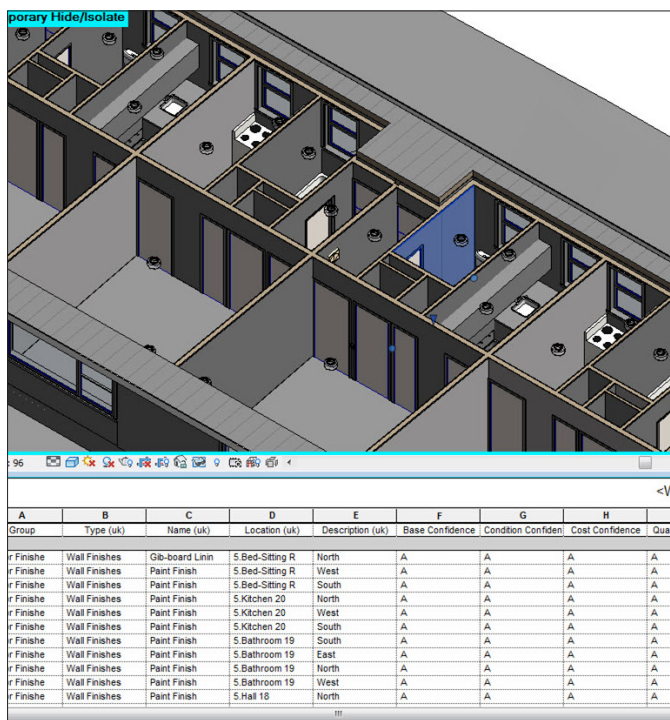 porary Hide/Isolate
: 96
<W
A B C D E F G H
Group Type (uk) Name (uk) Location (uk) Description (uk) Base Confidence Condition Confiden Cost Confidence Qua
r Finishe Wall Finishes Gib-board Linin 5.Bed-Sitting R North A A A A
r Finishe Wall Finishes Paint Finish 5.Bed-Sitting R West A A A A
r Finishe Wall Finishes Paint Finish 5.Bed-Sitting R South A A A A
r Finishe Wall Finishes Paint Finish 5.Kitchen 20 North A A A A
r Finishe Wall Finishes Paint Finish 5.Kitchen 20 West A A A A
r Finishe Wall Finishes Paint Finish 5.Kitchen 20 South A A A A
r Finishe Wall Finishes Paint Finish 5.Bathroom 19 South A A A A
r Finishe Wall Finishes Paint Finish 5.Bathroom 19 East A A A A
r Finishe Wall Finishes Paint Finish 5.Bathroom 19 North A A A A
r Finishe Wall Finishes Paint Finish 5.Bathroom 19 West A A A A
r Finishe Wall Finishes Paint Finish 5.Hall 18 North A A A A